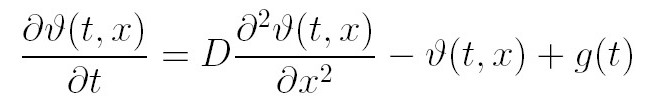 ∂ϑ(t, x)/∂t = D ∂²ϑ(t, x)/∂x² − ϑ(t, x) + g(t)